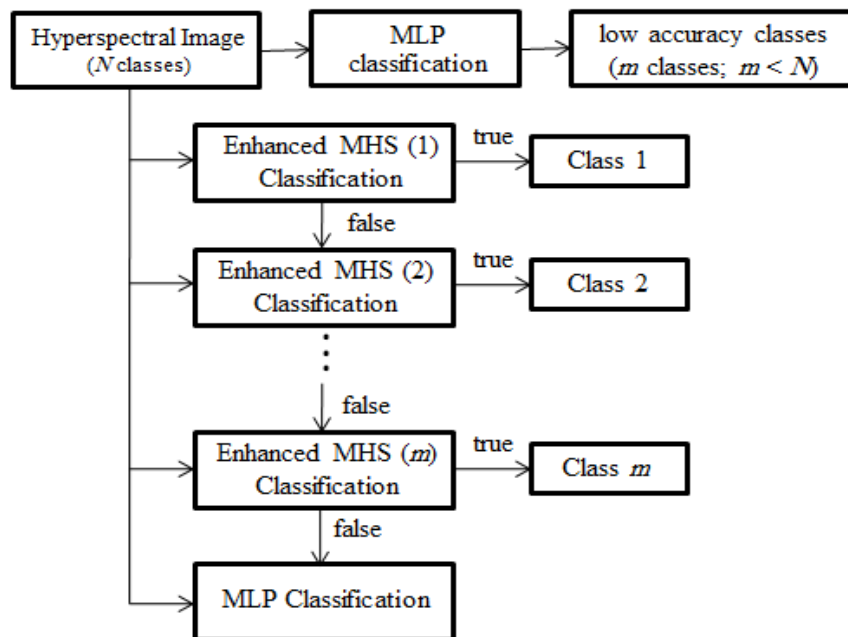 Hyperspectral Image
(N classes)
MLP
classification
low accuracy classes
(m classes; m < N)
Enhanced MHS (1)
Classification
true
Class 1
false
Enhanced MHS (2)
Classification
true
Class 2
false
Enhanced MHS (m)
Classification
true
Class m
false
MLP Classification